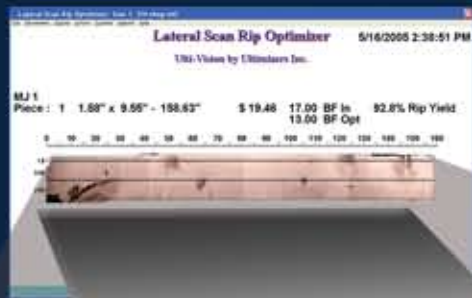 Lateral Scan Rip Optimizer
5/16/2005 2:38:51 PM
Ulti-Vision by Ultimizers Inc.
MJ 1
Piece : 1 1.88" x 9.55" - 158.63" $ 19.46 17.00 BF In 92.8% Rip Yield
13.00 BF Opt
0 10 20 30 40 50 60 70 80 90 100 110 120 130 140 150 160